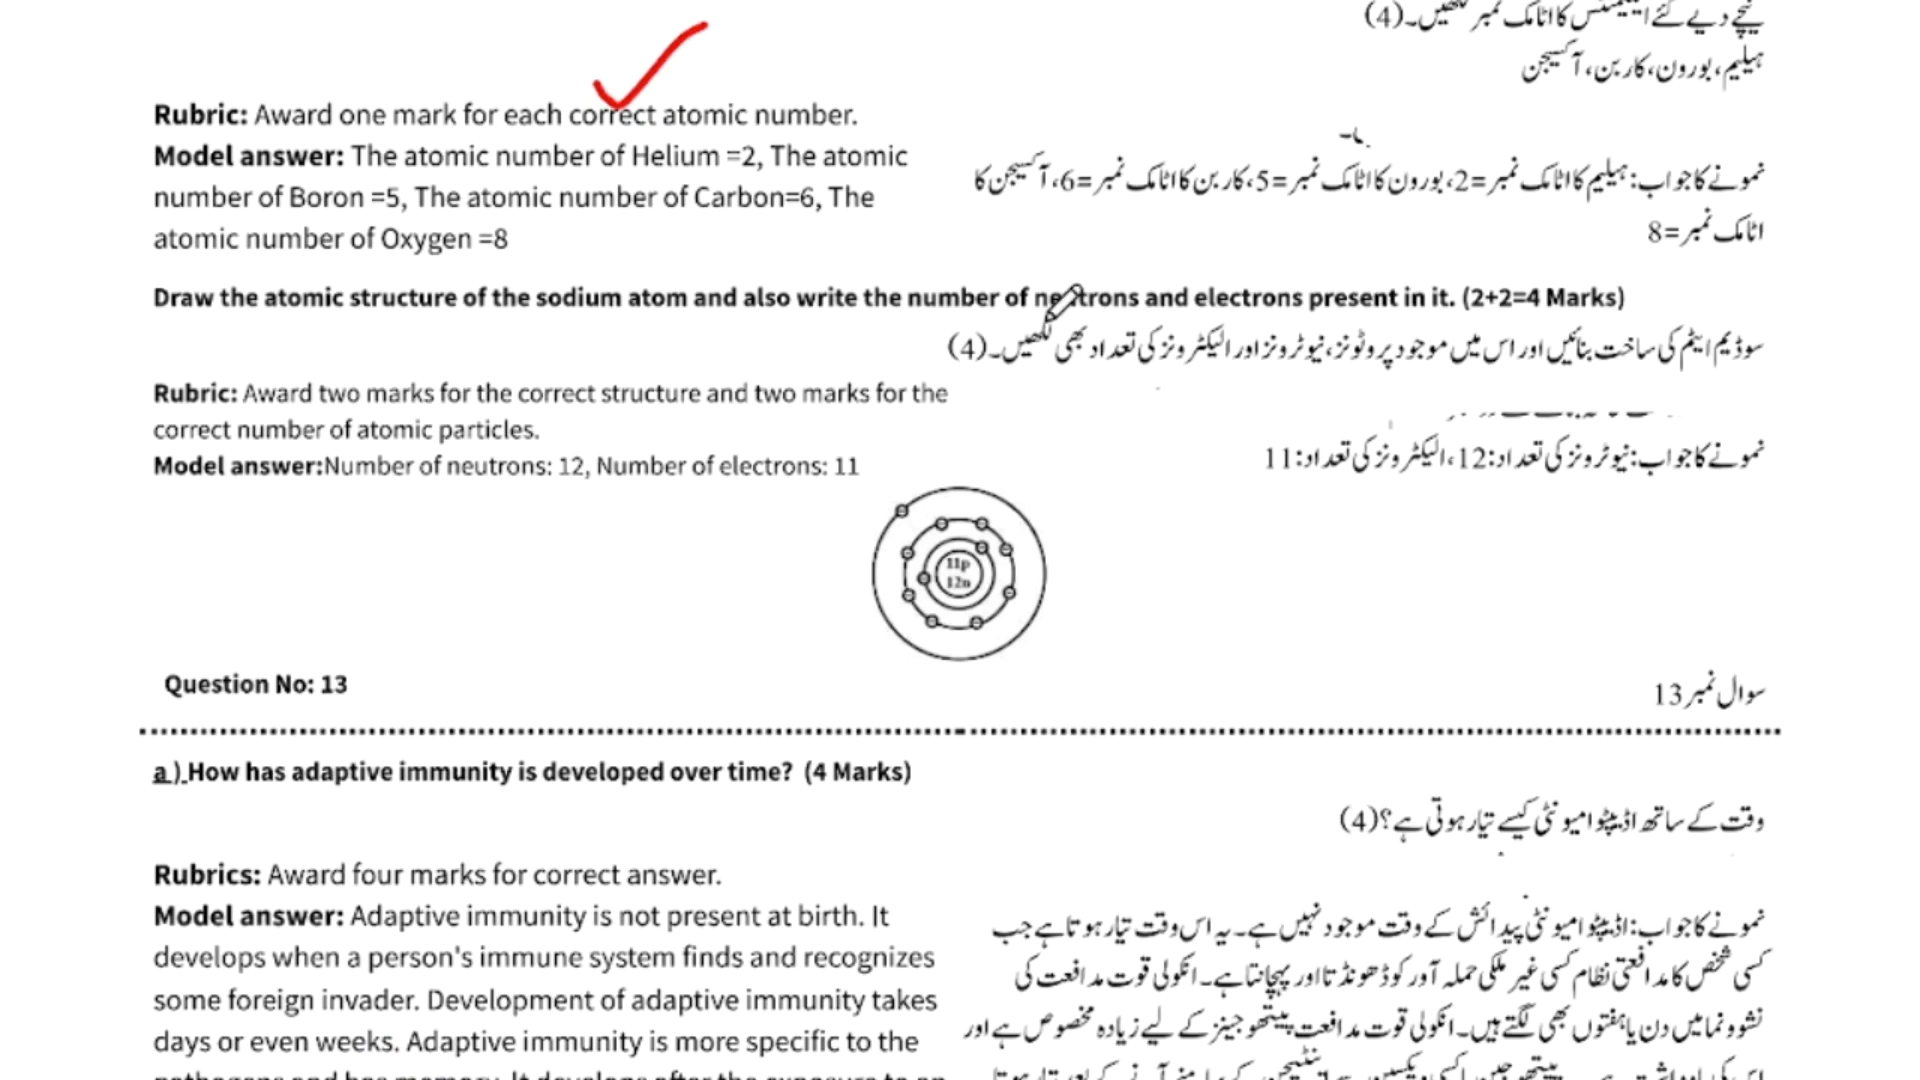 نیچے دیے گئے ایلیمنٹس کا اٹامک نمبر لکھیں۔(4)
ہیلیم، بورون، کاربن، آکسیجن
Rubric: Award one mark for each correct atomic number.
Model answer: The atomic number of Helium =2, The atomic
number of Boron =5, The atomic number of Carbon=6, The
atomic number of Oxygen =8
نمونے کا جواب: ہیلیم کا اٹامک نمبر =2، بورون کا اٹامک نمبر =5، کاربن کا اٹامک نمبر =6، آکسیجن کا
اٹامک نمبر =8
Draw the atomic structure of the sodium atom and also write the number of neutrons and electrons present in it. (2+2=4 Marks)
سوڈیم ایٹم کی ساخت بنائیں اور اس میں موجود پروٹونز، نیوٹرونز اور الیکٹرونز کی تعداد بھی لکھیں۔(4)
Rubric: Award two marks for the correct structure and two marks for the
correct number of atomic particles.
Model answer:Number of neutrons: 12, Number of electrons: 11
نمونے کا جواب: نیوٹرونز کی تعداد:12، الیکٹرونز کی تعداد:11
11p
12n
Question No: 13
سوال نمبر 13
a ) How has adaptive immunity is developed over time? (4 Marks)
وقت کے ساتھ اڈیپٹو امیونٹی کیسے تیار ہوتی ہے؟(4)
Rubrics: Award four marks for correct answer.
Model answer: Adaptive immunity is not present at birth. It
develops when a person's immune system finds and recognizes
some foreign invader. Development of adaptive immunity takes
days or even weeks. Adaptive immunity is more specific to the
نمونے کا جواب: اڈیپٹو امیونٹی پیدائش کے وقت موجود نہیں ہے۔ یہ اس وقت تیار ہوتا ہے جب
کسی شخص کا مدافعتی نظام کسی غیر ملکی حملہ آور کو ڈھونڈتا اور پہچانتا ہے۔ انکولی قوت مدافعت کی
نشوونما میں دن یا ہفتوں بھی لگتے ہیں۔ انکولی قوت مدافعت پیتھوجینز کے لیے زیادہ مخصوص ہے اور